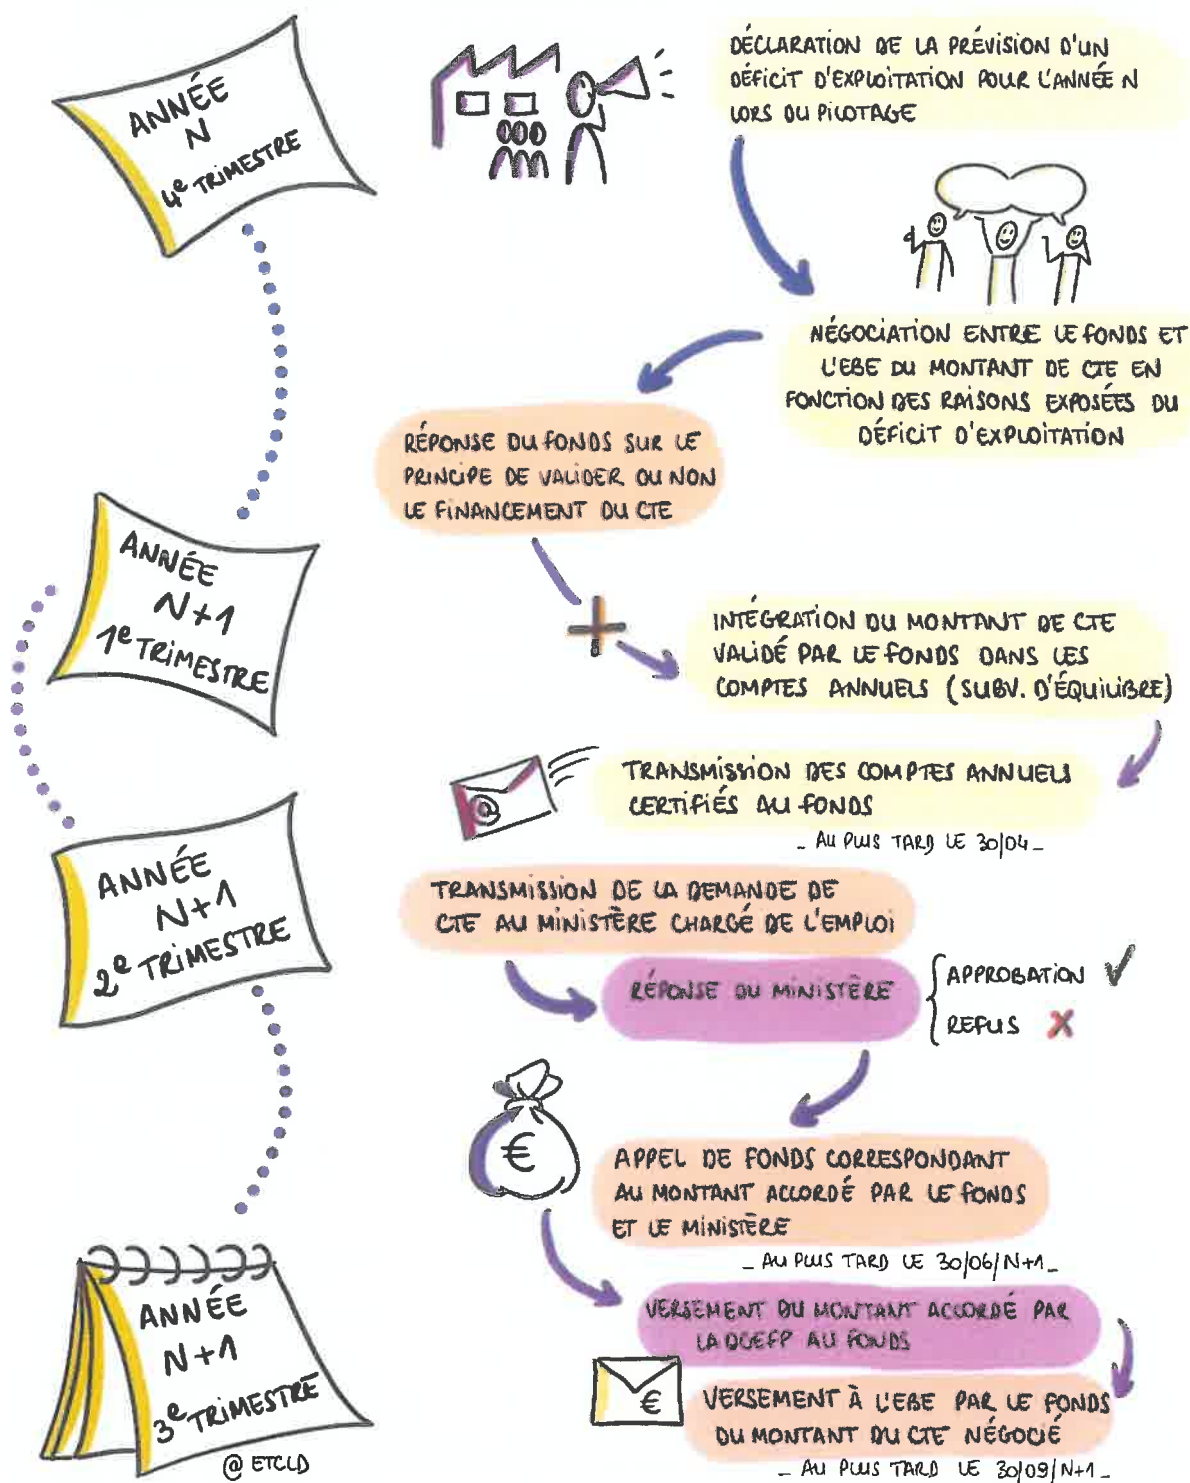 ANNÉE
N
4e TRIMESTRE
DÉCLARATION DE LA PRÉVISION D'UN
DÉFICIT D'EXPLOITATION POUR L'ANNÉE N
LORS DU PILOTAGE
NÉGOCIATION ENTRE LE FONDS ET
L'EBE DU MONTANT DE CTE EN
FONCTION DES RAISONS EXPOSÉES DU
DÉFICIT D'EXPLOITATION
RÉPONSE DU FONDS SUR LE
PRINCIPE DE VALIDER OU NON
LE FINANCEMENT DU CTE
ANNÉE
N+1
1e TRIMESTRE
INTÉGRATION DU MONTANT DE CTE
VALIDÉ PAR LE FONDS DANS LES
COMPTES ANNUELS (SUBV. D'ÉQUILIBRE)
@
TRANSMISSION DES COMPTES ANNUELS
CERTIFIÉS AU FONDS
_ AU PLUS TARD LE 30/04 _
ANNÉE
N+1
2e TRIMESTRE
TRANSMISSION DE LA DEMANDE DE
CTE AU MINISTÈRE CHARGÉ DE L'EMPLOI
RÉPONSE DU MINISTÈRE
APPROBATION
REFUS
€
APPEL DE FONDS CORRESPONDANT
AU MONTANT ACCORDÉ PAR LE FONDS
ET LE MINISTÈRE
_ AU PLUS TARD LE 30/06/N+1 _
ANNÉE
N+1
3e TRIMESTRE
@ ETCLD
VERSEMENT DU MONTANT ACCORDÉ PAR
LA DGEFP AU FONDS
€
VERSEMENT À L'EBE PAR LE FONDS
DU MONTANT DU CTE NÉGOCIÉ
_ AU PLUS TARD LE 30/09/N+1 _